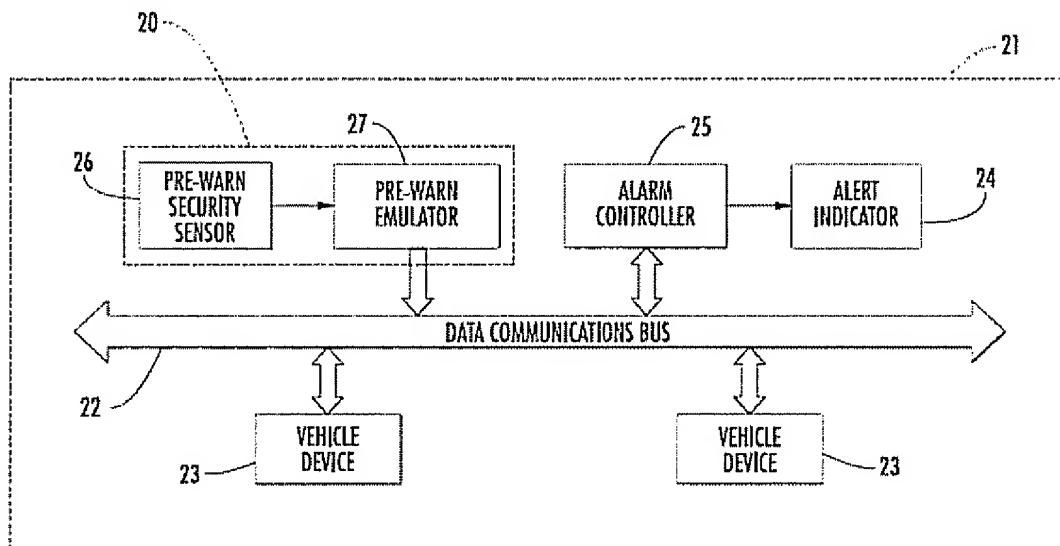 20
21
27
25
26
PRE-WARN
SECURITY
SENSOR
PRE-WARN
EMULATOR
ALARM
CONTROLLER
ALERT
INDICATOR
24
DATA COMMUNICATIONS BUS
22
VEHICLE
DEVICE
23
VEHICLE
DEVICE
23